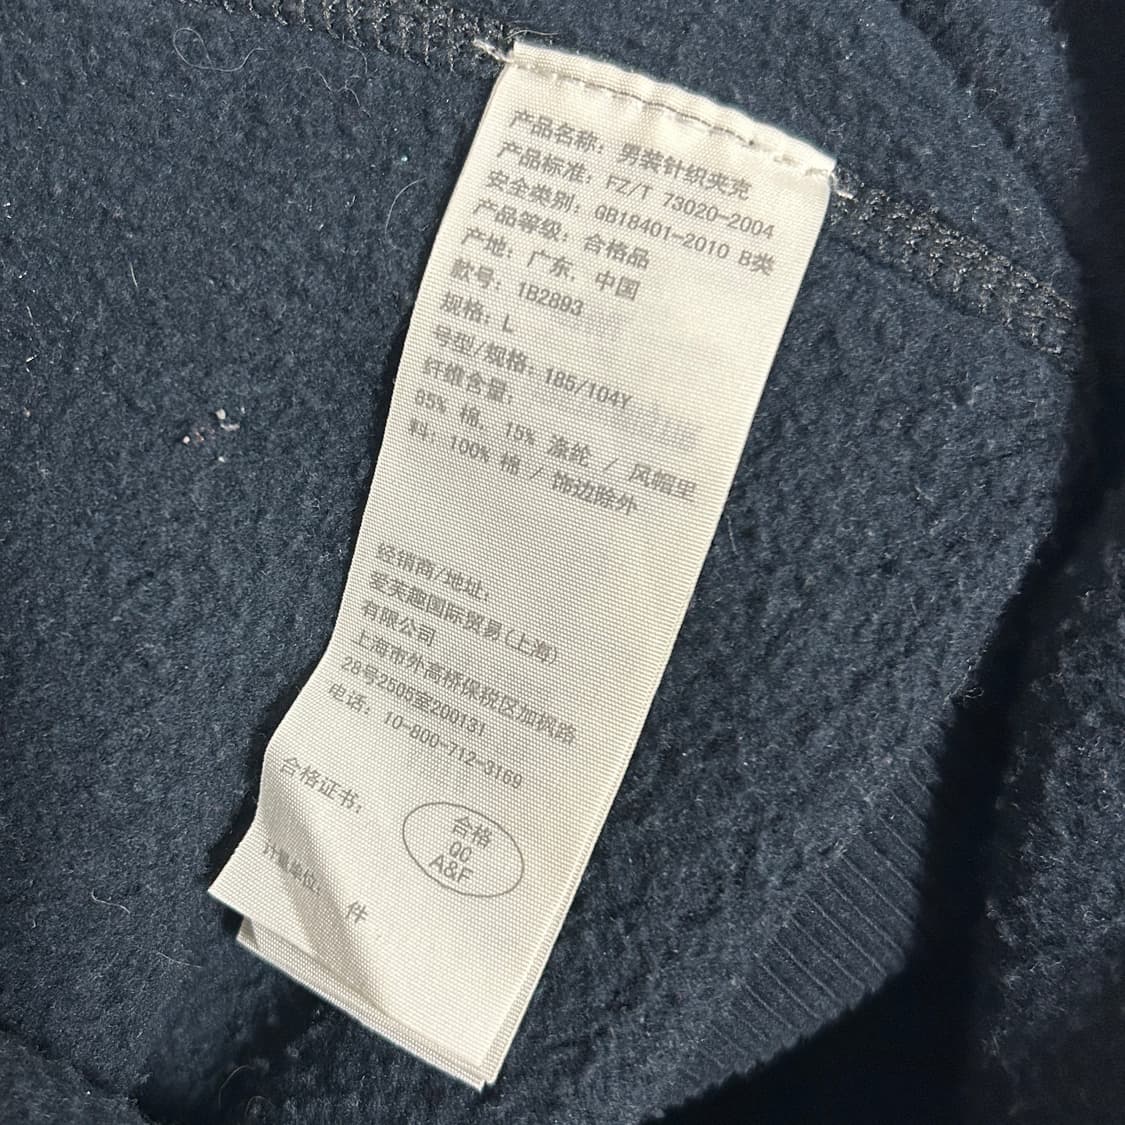 产品名称：男装针织夹克
产品标准：FZ/T 73020-2004
安全类别：GB18401-2010 B类
产品等级：合格品
产地：广东，中国
款号：1B2893
规格：L
号型/规格：185/104Y
纤维含量：
85% 棉，15% 涤纶 / 风帽里
料：100% 棉 / 饰边除外
经销商/地址：
爱芙趣国际贸易(上海)
有限公司
上海市外高桥保税区加枫路
28号2505室200131
电话：10-800-712-3169
合格证书：
合格
QC
A&F
计量单位： 件